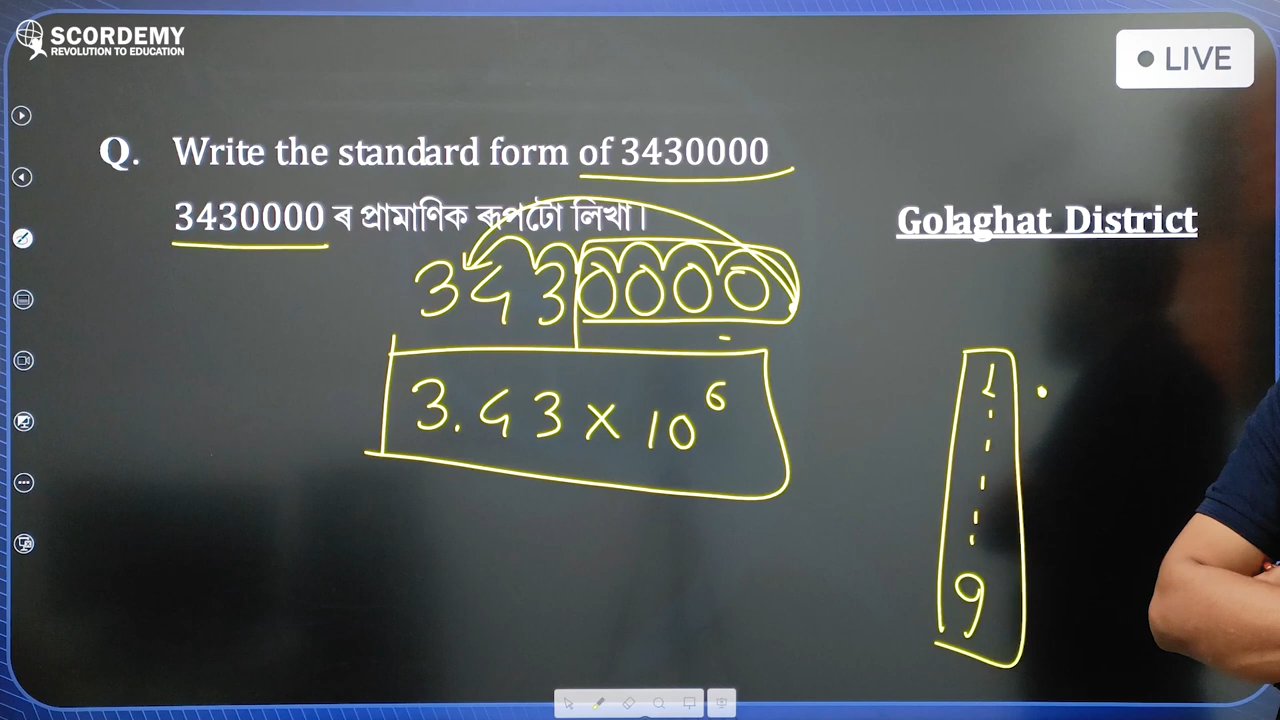 SCORDEMY
REVOLUTION TO EDUCATION
LIVE
Q. Write the standard form of 3430000
3430000 ৰ প্ৰামাণিক ৰূপটো লিখা।
Golaghat District
3430000
3.43 × 10⁶
1
9